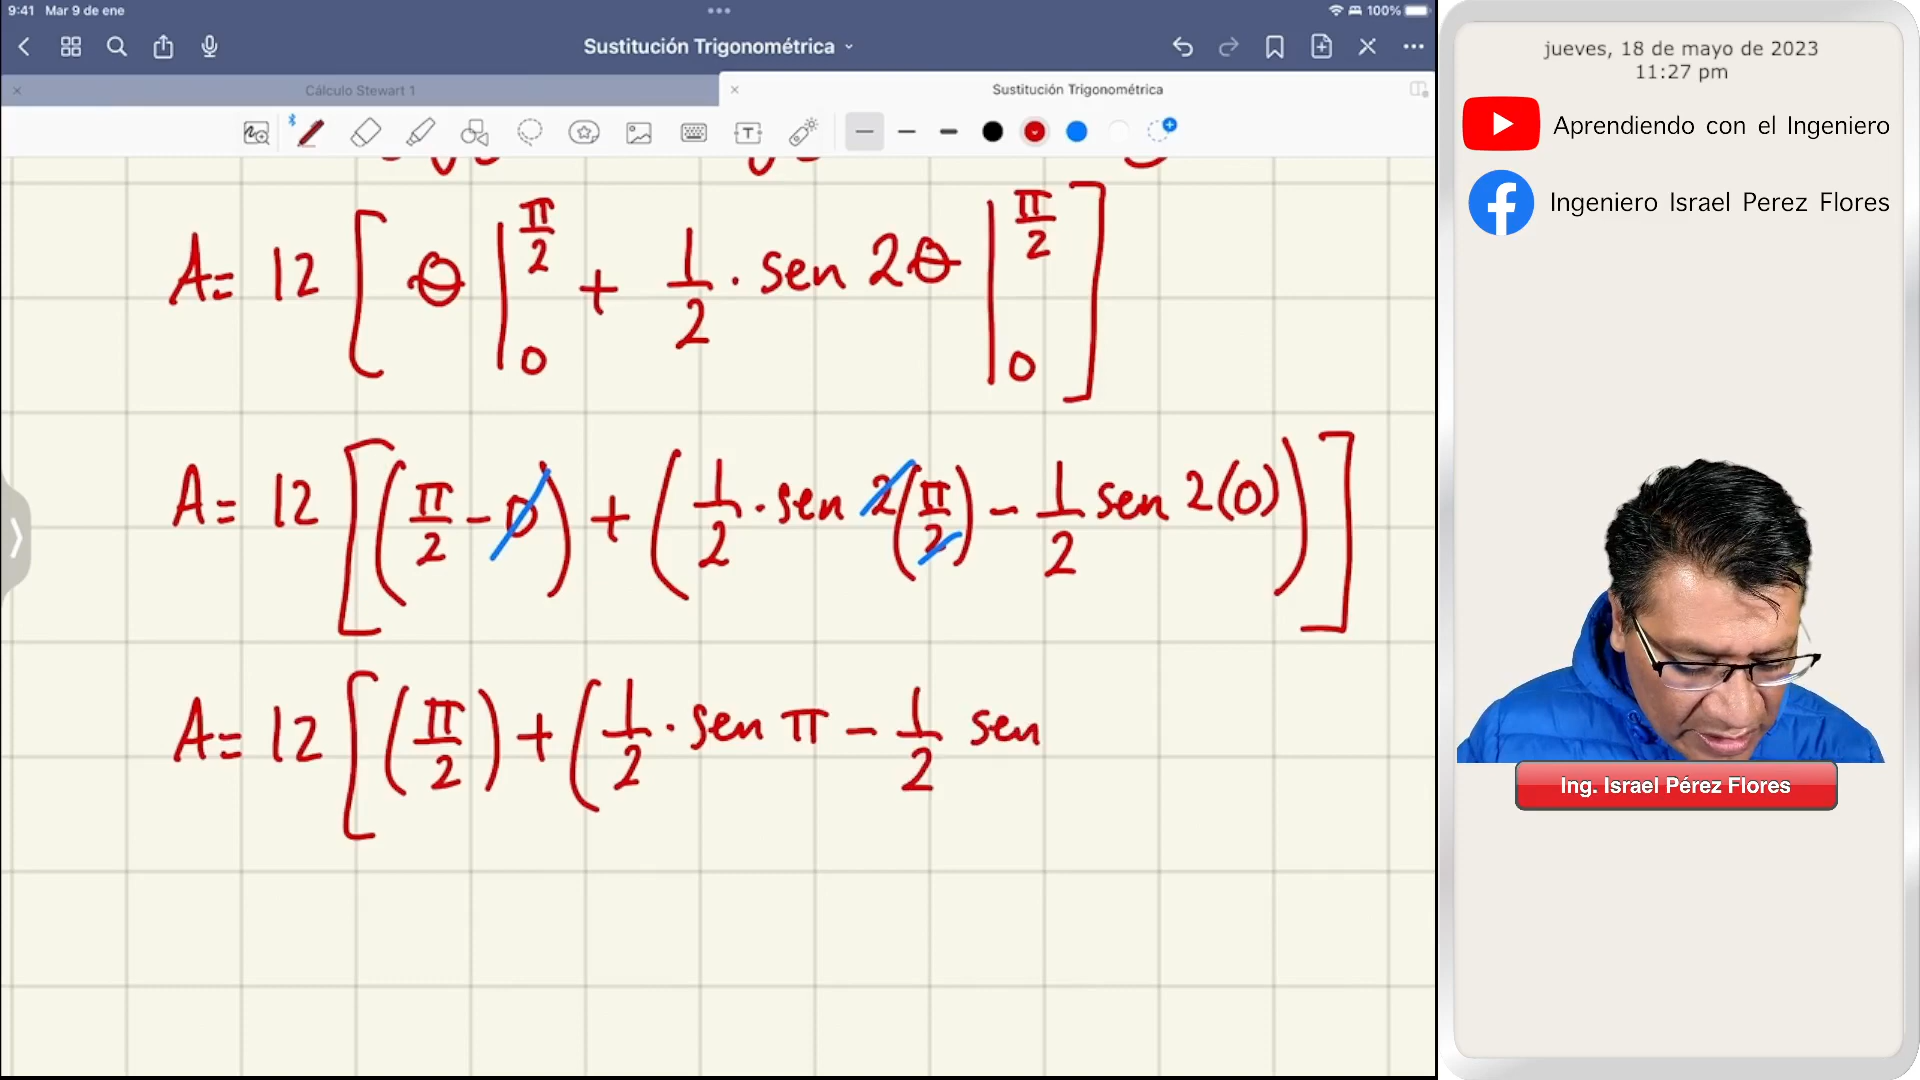 9:41 Mar 9 de ene
100%
Sustitución Trigonométrica
Cálculo Stewart 1
Sustitución Trigonométrica
A = 12 [ θ |_0^{π/2} + 1/2 · sen 2θ |_0^{π/2} ]
A = 12 [ (π/2 - 0) + (1/2 · sen 2(π/2) - 1/2 sen 2(0)) ]
A = 12 [ (π/2) + (1/2 · sen π - 1/2 sen
jueves, 18 de mayo de 2023
11:27 pm
Aprendiendo con el Ingeniero
Ingeniero Israel Perez Flores
Ing. Israel Pérez Flores